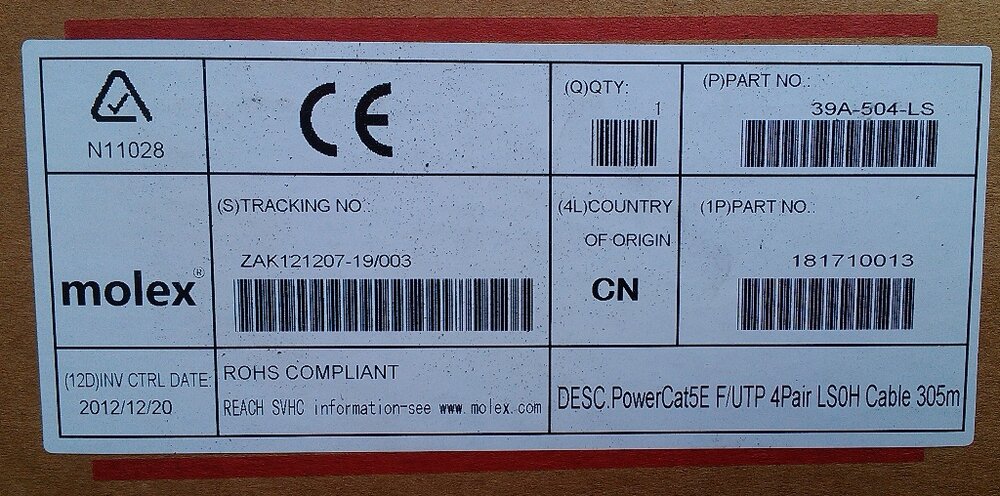 N11028
CE
(Q)QTY:
1
(P)PART NO.:
39A-504-LS
molex®
(S)TRACKING NO.:
ZAK121207-19/003
(4L)COUNTRY
OF ORIGIN
CN
(1P)PART NO.:
181710013
(12D)INV CTRL DATE:
2012/12/20
ROHS COMPLIANT
REACH SVHC information-see www.molex.com
DESC.PowerCat5E F/UTP 4Pair LS0H Cable 305m